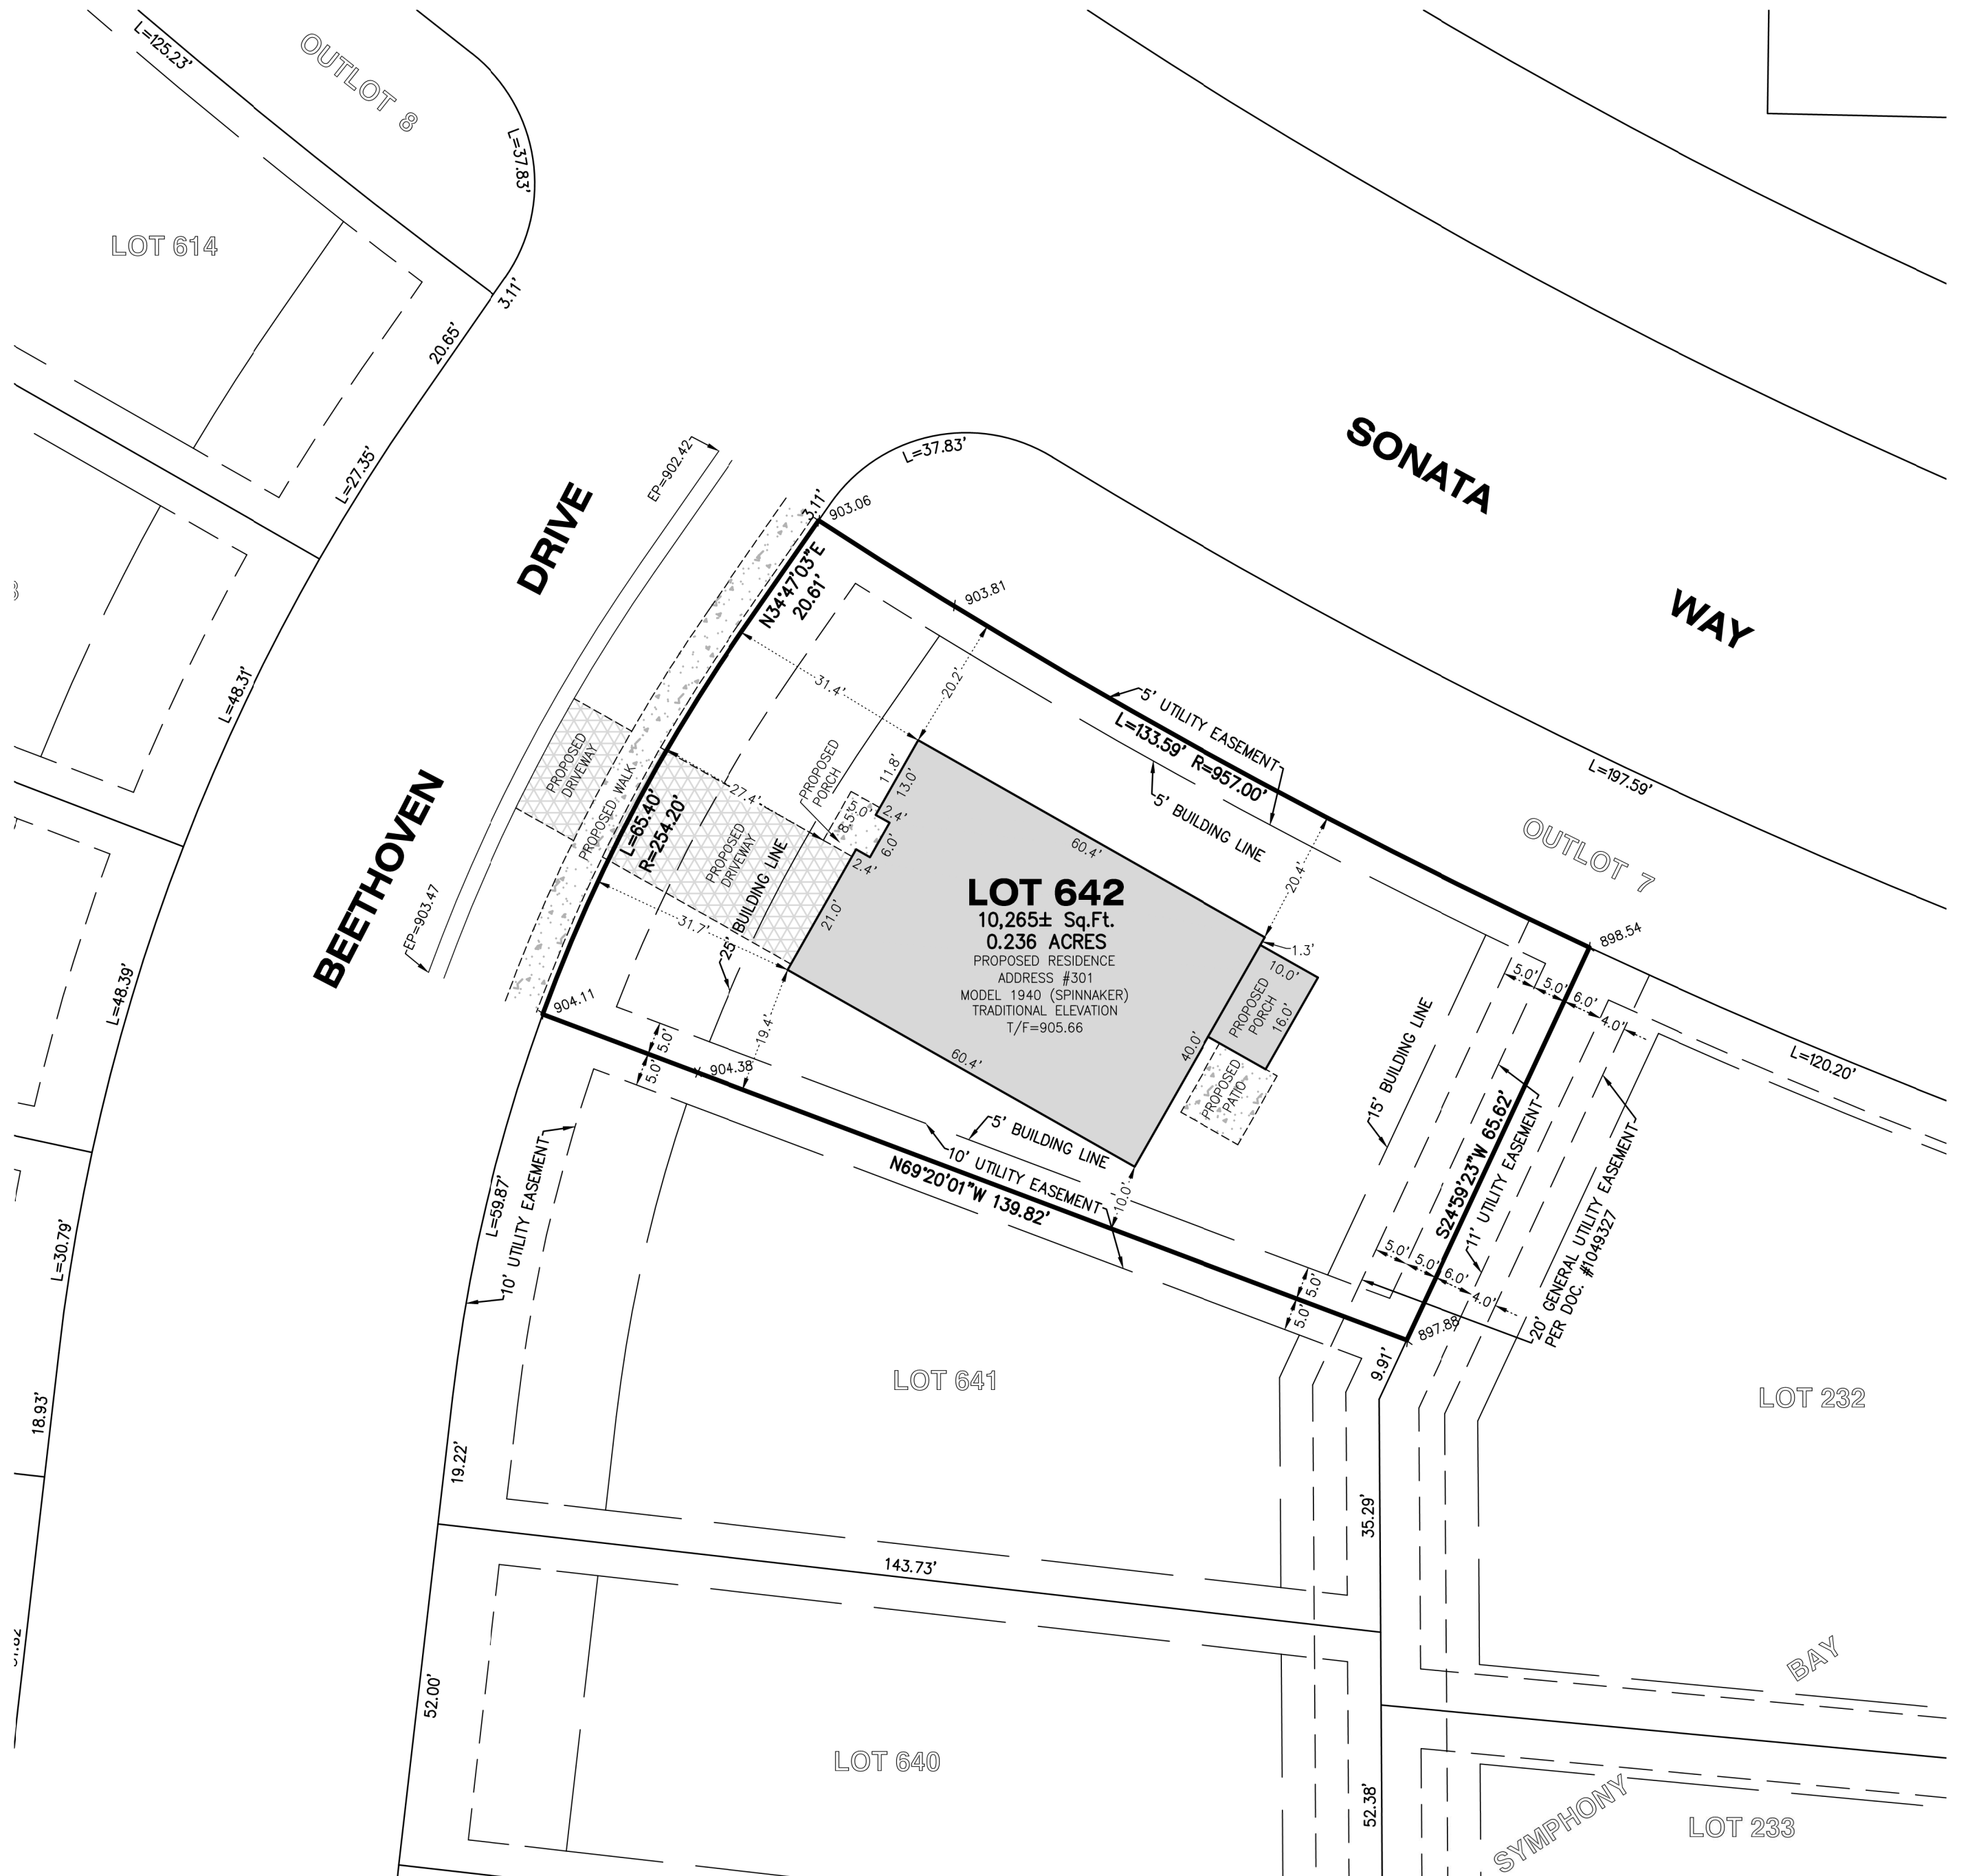 L=125.23'
OUTLOT 8
L=37.83'
LOT 614
3.11'
20.65'
L=27.35'
L=48.31'
L=48.39'
L=30.79'
18.93'
BEETHOVEN
DRIVE
SONATA
WAY
EP=902.42
EP=903.47
L=37.83'
3.11'
903.06
N34°47'03"E
20.61'
903.81
31.4'
20.2'
5' UTILITY EASEMENT
L=133.59' R=957.00'
5' BUILDING LINE
L=197.59'
OUTLOT 7
PROPOSED
DRIVEWAY
PROPOSED WALK
L=65.40'
R=254.20'
27.4'
PROPOSED
DRIVEWAY
25' BUILDING LINE
31.7'
PROPOSED
PORCH
11.8'
13.0'
5.0'
8.5'
2.4'
6.0'
2.4'
21.0'
60.4'
20.4'
LOT 642
10,265± Sq.Ft.
0.236 ACRES
PROPOSED RESIDENCE
ADDRESS #301
MODEL 1940 (SPINNAKER)
TRADITIONAL ELEVATION
T/F=905.66
60.4'
40.0'
1.3'
10.0'
PROPOSED
PORCH
16.0'
PROPOSED
PATIO
898.54
5.0'
5.0'
6.0'
4.0'
L=120.20'
15' BUILDING LINE
S24°59'23"W 65.62'
11' UTILITY EASEMENT
20' GENERAL UTILITY EASEMENT
PER DOC. #1049327
904.11
5.0'
5.0'
904.38
19.4'
5' BUILDING LINE
10' UTILITY EASEMENT
N69°20'01"W 139.82'
10.0'
5.0'
5.0'
6.0'
4.0'
5.0'
5.0'
897.88
9.91'
L=59.87'
10' UTILITY EASEMENT
LOT 641
LOT 232
19.22'
35.29'
143.73'
52.00'
LOT 640
52.38'
BAY
SYMPHONY
LOT 233